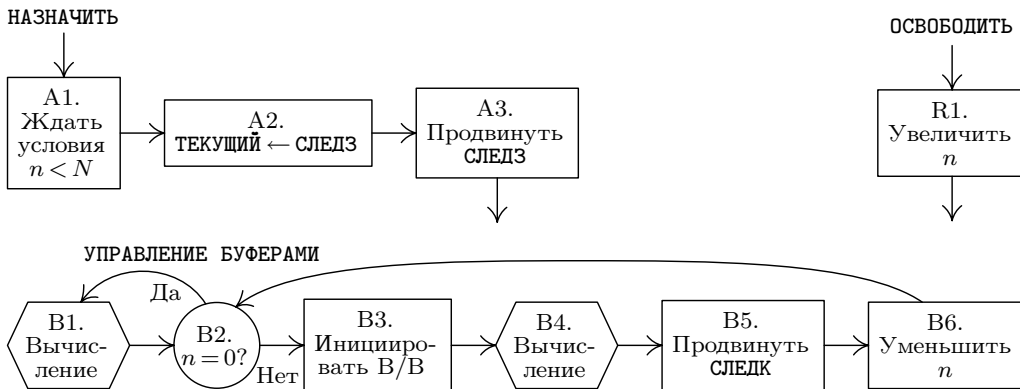 НАЗНАЧИТЬ
ОСВОБОДИТЬ
A1.
Ждать
условия
n < N
A2.
ТЕКУЩИЙ ← СЛЕДЗ
A3.
Продвинуть
СЛЕДЗ
R1.
Увеличить
n
УПРАВЛЕНИЕ БУФЕРАМИ
Да
B1.
Вычис-
ление
B2.
n = 0?
Нет
B3.
Иницииро-
вать В/В
B4.
Вычис-
ление
B5.
Продвинуть
СЛЕДК
B6.
Уменьшить
n